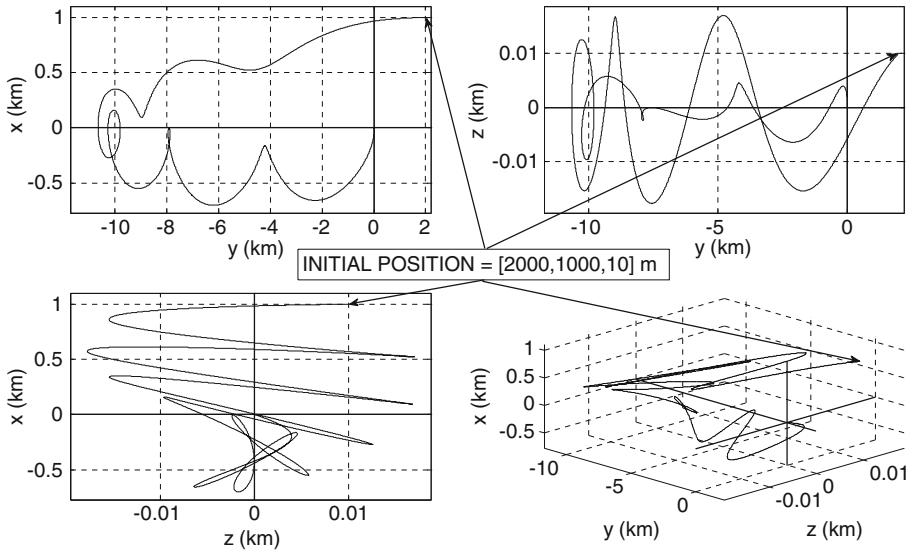 1
0.5
0
-0.5
x (km)
-10 -8 -6 -4 -2 0 2
y (km)
0.01
0
-0.01
z (km)
-10 -5 0
y (km)
INITIAL POSITION = [2000,1000,10] m
1
0.5
0
-0.5
x (km)
-0.01 0 0.01
z (km)
1
0.5
0
-0.5
x (km)
-10
-5
0
y (km)
-0.01
0
0.01
z (km)